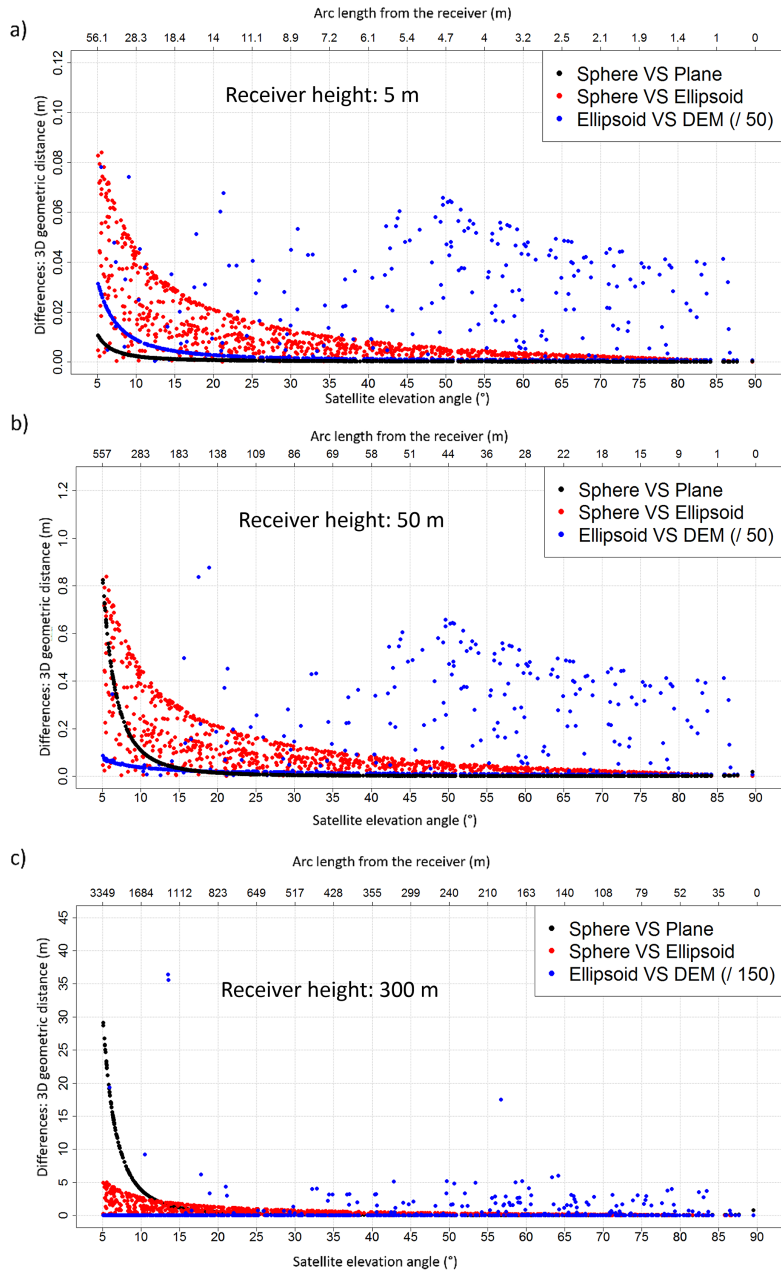 a)
Arc length from the receiver (m)
56.1 28.3 18.4 14 11.1 8.9 7.2 6.1 5.4 4.7 4 3.2 2.5 2.1 1.9 1.4 1 0
Receiver height: 5 m
Sphere VS Plane
Sphere VS Ellipsoid
Ellipsoid VS DEM (/ 50)
Differences: 3D geometric distance (m)
0.12
0.10
0.08
0.06
0.04
0.02
0.00
5 10 15 20 25 30 35 40 45 50 55 60 65 70 75 80 85 90
Satellite elevation angle (°)
b)
Arc length from the receiver (m)
557 283 183 138 109 86 69 58 51 44 36 28 22 18 15 9 1 0
Receiver height: 50 m
Sphere VS Plane
Sphere VS Ellipsoid
Ellipsoid VS DEM (/ 50)
Differences: 3D geometric distance (m)
1.2
1.0
0.8
0.6
0.4
0.2
0.0
5 10 15 20 25 30 35 40 45 50 55 60 65 70 75 80 85 90
Satellite elevation angle (°)
c)
Arc length from the receiver (m)
3349 1684 1112 823 649 517 428 355 299 240 210 163 140 108 79 52 35 0
Receiver height: 300 m
Sphere VS Plane
Sphere VS Ellipsoid
Ellipsoid VS DEM (/ 150)
Differences: 3D geometric distance (m)
45
40
35
30
25
20
15
10
5
0
5 10 15 20 25 30 35 40 45 50 55 60 65 70 75 80 85 90
Satellite elevation angle (°)